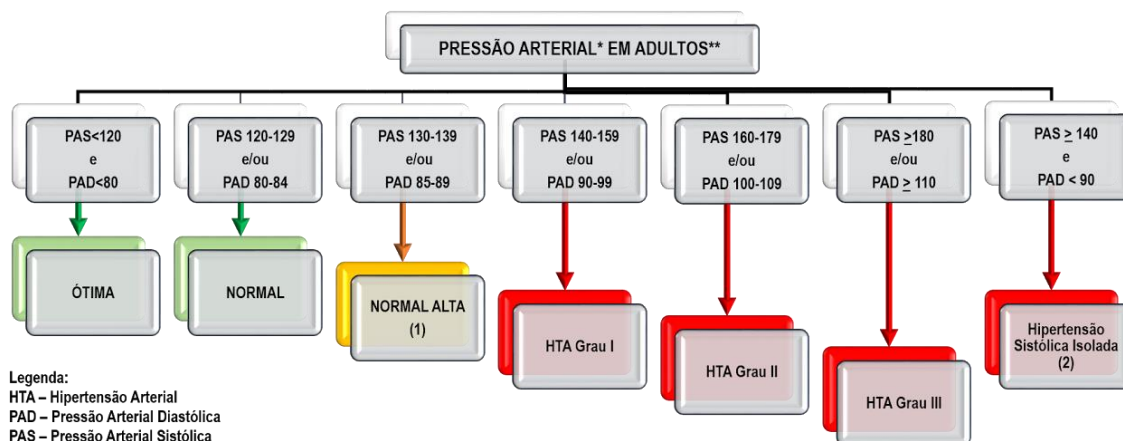 PRESSÃO ARTERIAL* EM ADULTOS**
PAS<120
e
PAD<80
PAS 120-129
e/ou
PAD 80-84
PAS 130-139
e/ou
PAD 85-89
PAS 140-159
e/ou
PAD 90-99
PAS 160-179
e/ou
PAD 100-109
PAS ≥180
e/ou
PAD ≥ 110
PAS ≥ 140
e
PAD < 90
ÓTIMA
NORMAL
NORMAL ALTA
(1)
HTA Grau I
HTA Grau II
HTA Grau III
Hipertensão
Sistólica Isolada
(2)
Legenda:
HTA – Hipertensão Arterial
PAD – Pressão Arterial Diastólica
PAS – Pressão Arterial Sistólica